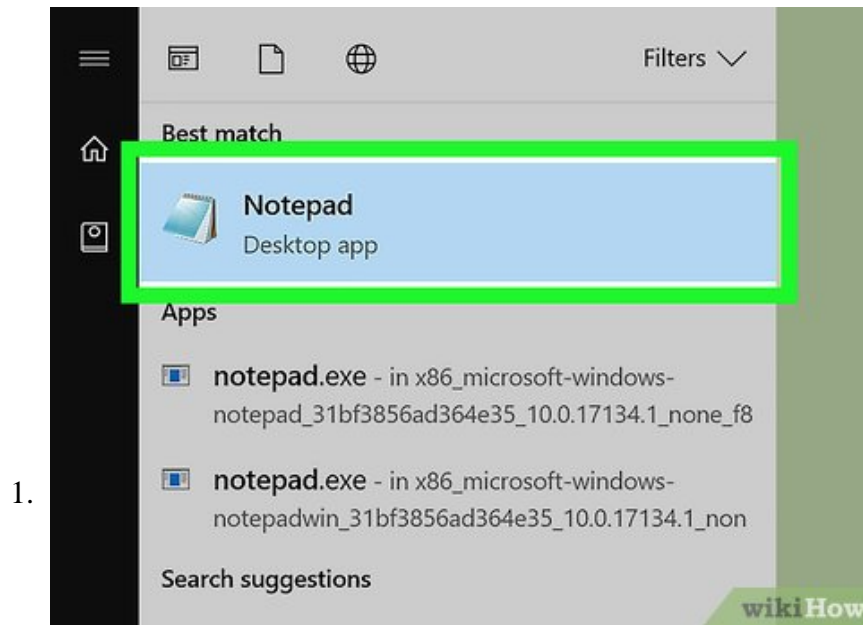 Filters
Best match
Notepad
Desktop app
Apps
notepad.exe - in x86_microsoft-windows-
notepad_31bf3856ad364e35_10.0.17134.1_none_f8
notepad.exe - in x86_microsoft-windows-
notepadwin_31bf3856ad364e35_10.0.17134.1_non
1.
Search suggestions
wikiHow